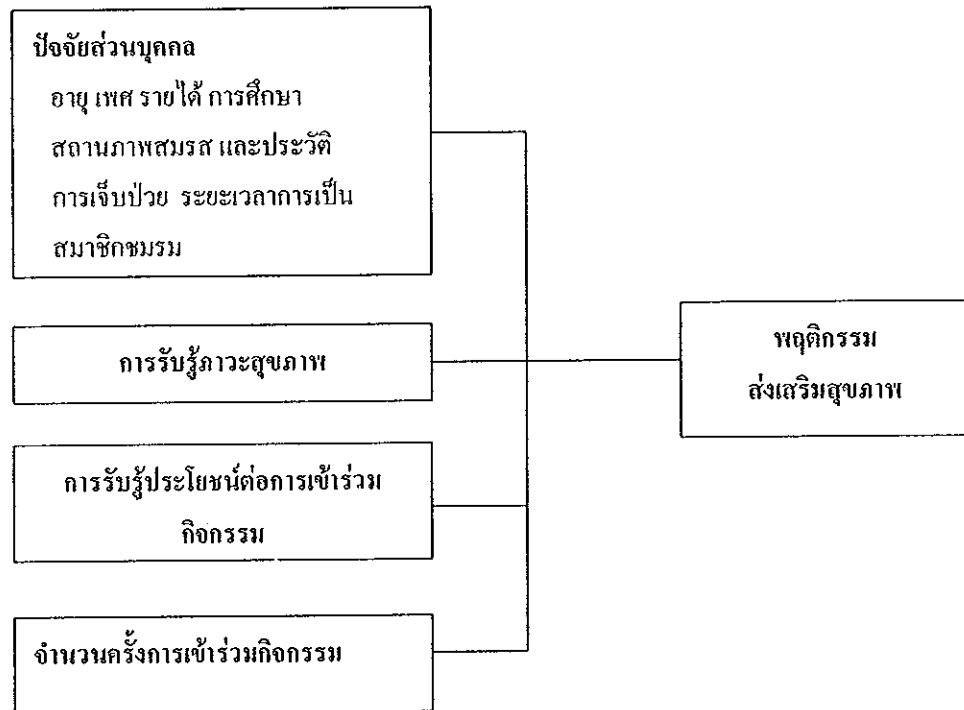 ปัจจัยส่วนบุคคล
อายุ เพศ รายได้ การศึกษา
สถานภาพสมรส และประวัติ
การเจ็บป่วย ระยะเวลาการเป็น
สมาชิกชมรม
การรับรู้ภาวะสุขภาพ
การรับรู้ประโยชน์ต่อการเข้าร่วม
กิจกรรม
จำนวนครั้งการเข้าร่วมกิจกรรม
พฤติกรรม
ส่งเสริมสุขภาพ